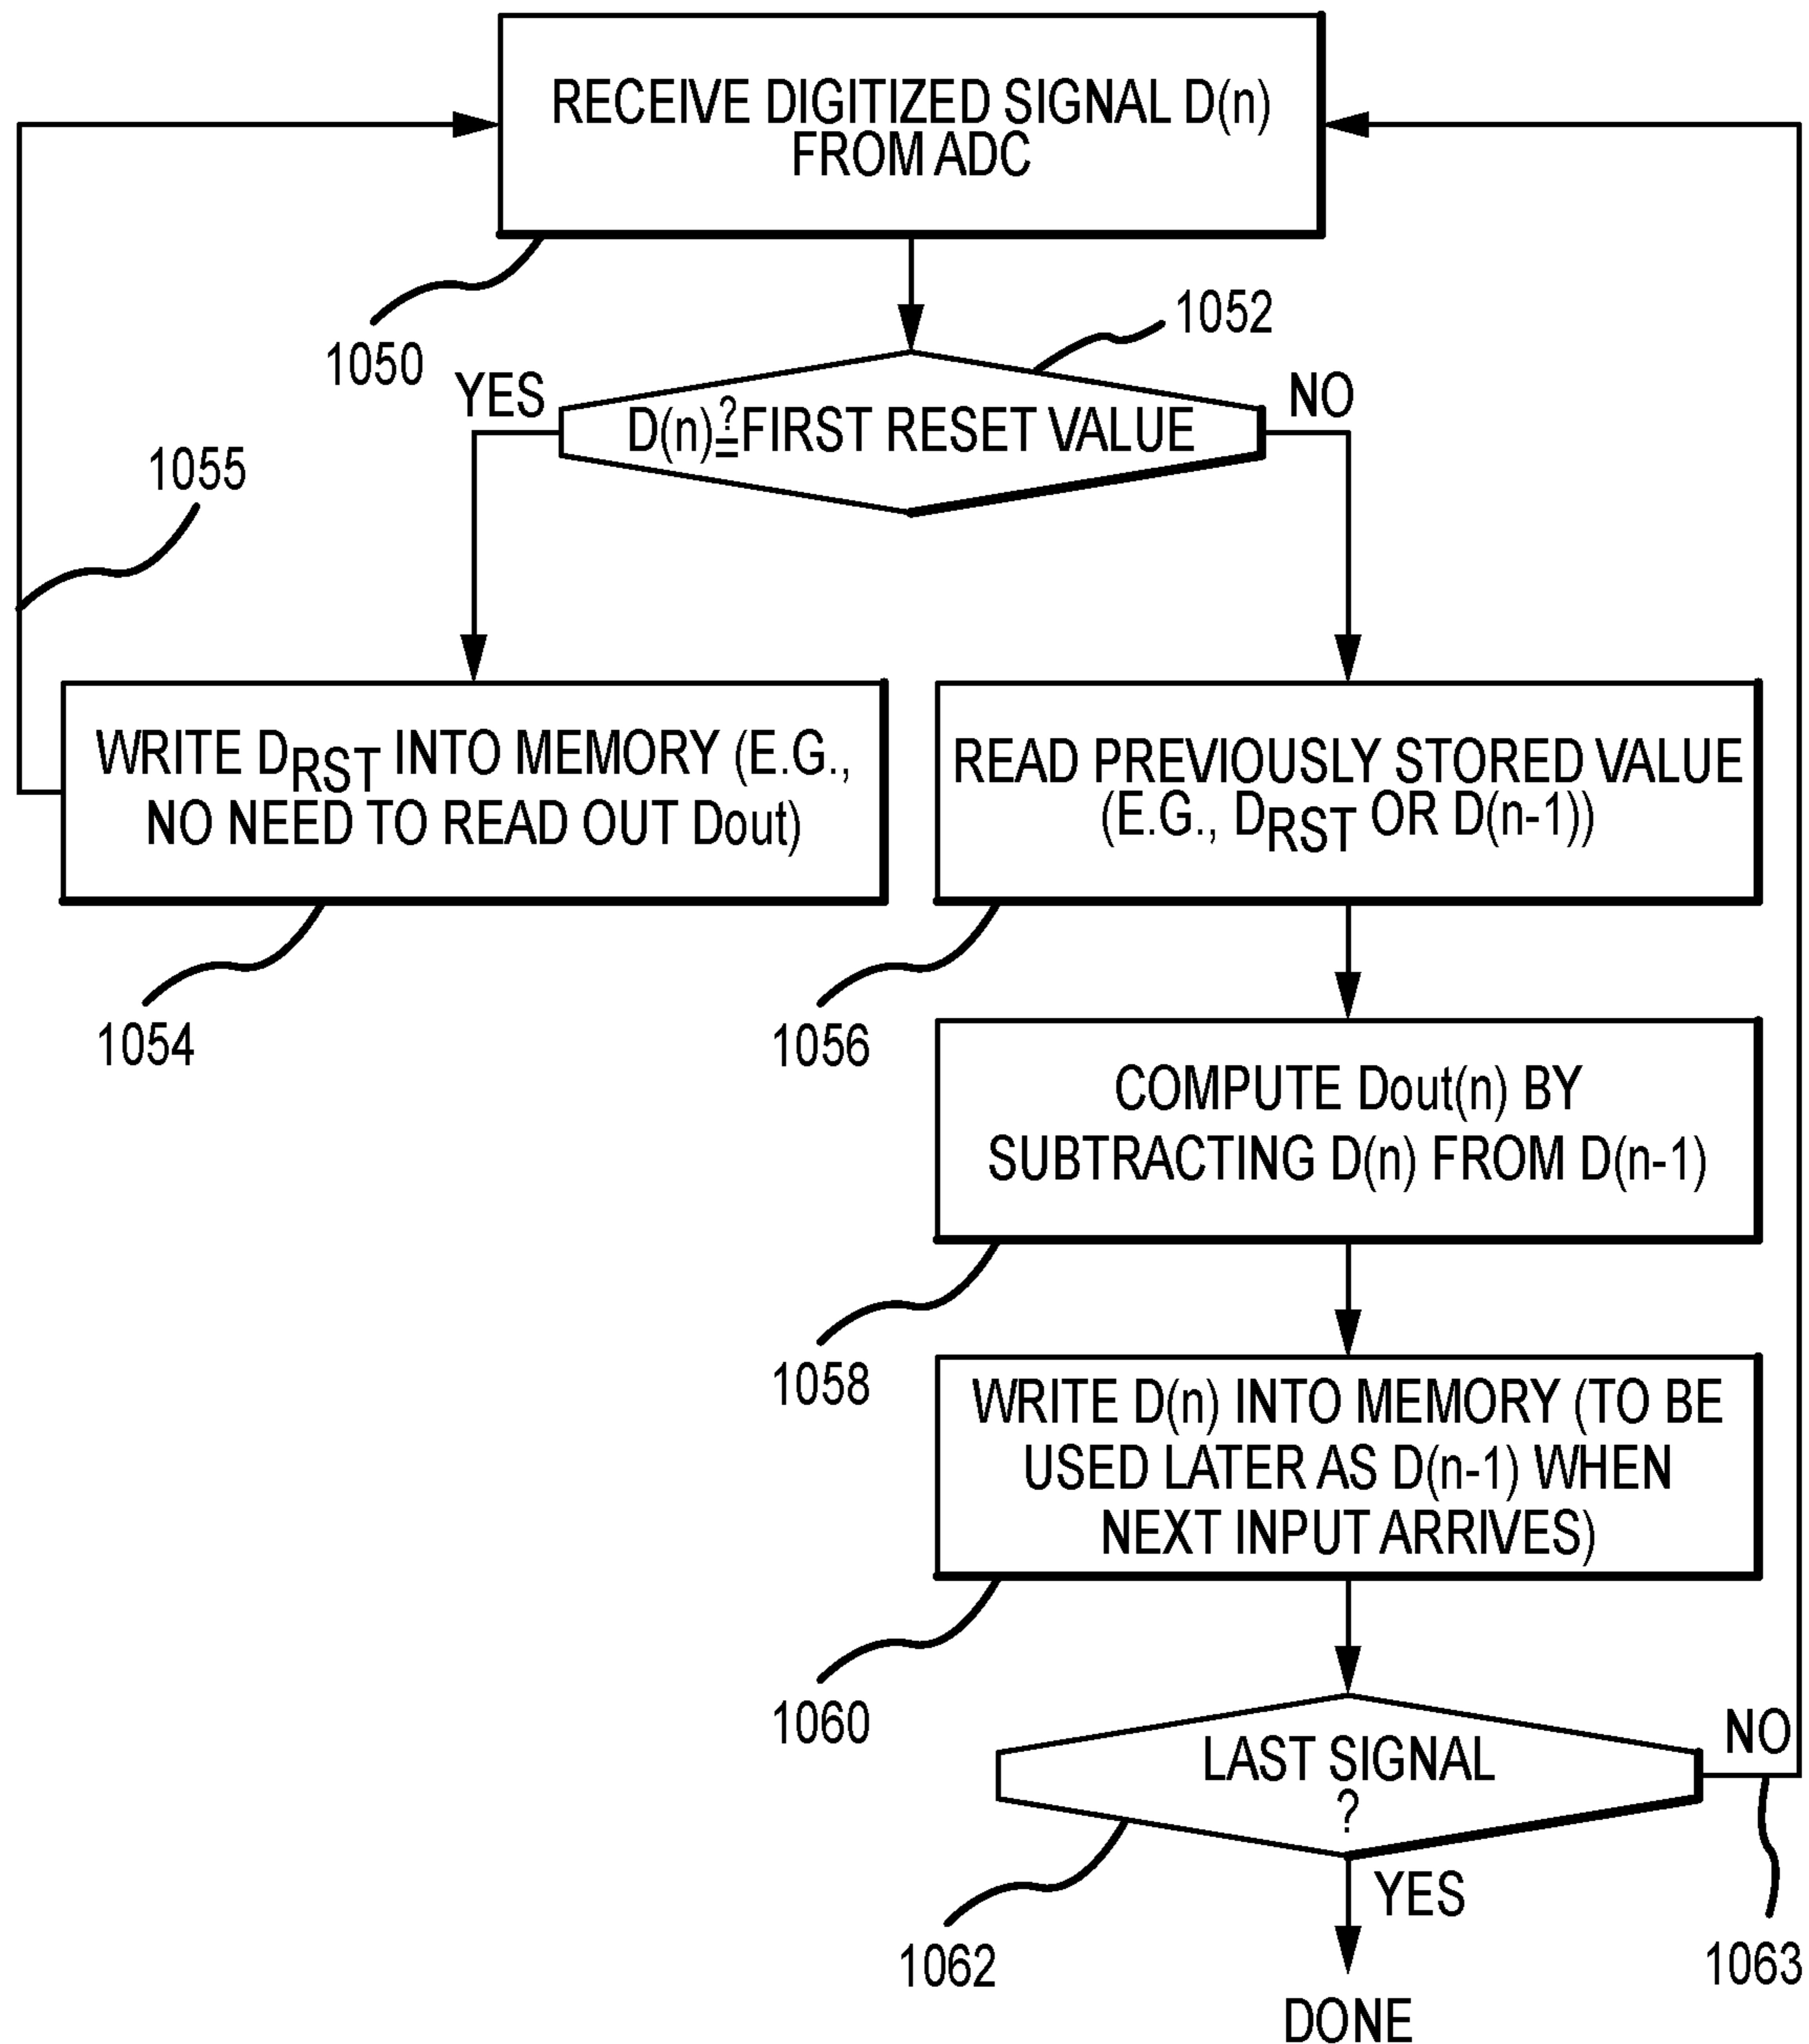 RECEIVE DIGITIZED SIGNAL D(n)
FROM ADC
1050
1052
YES
D(n)≟FIRST RESET VALUE
NO
1055
WRITE DRST INTO MEMORY (E.G.,
NO NEED TO READ OUT Dout)
1054
READ PREVIOUSLY STORED VALUE
(E.G., DRST OR D(n-1))
1056
COMPUTE Dout(n) BY
SUBTRACTING D(n) FROM D(n-1)
1058
WRITE D(n) INTO MEMORY (TO BE
USED LATER AS D(n-1) WHEN
NEXT INPUT ARRIVES)
1060
LAST SIGNAL
?
NO
1063
YES
1062
DONE